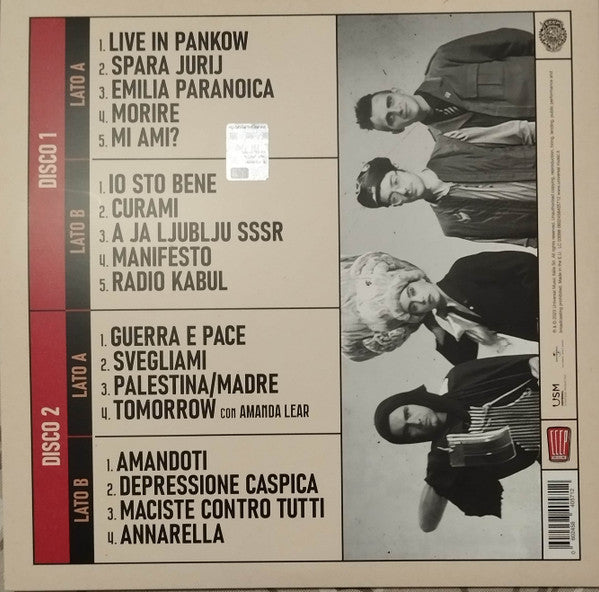 DISCO 1
LATO A
1. LIVE IN PANKOW
2. SPARA JURIJ
3. EMILIA PARANOICA
4. MORIRE
5. MI AMI?
LATO B
1. IO STO BENE
2. CURAMI
3. A JA LJUBLJU SSSR
4. MANIFESTO
5. RADIO KABUL
DISCO 2
LATO A
1. GUERRA E PACE
2. SVEGLIAMI
3. PALESTINA/MADRE
4. TOMORROW CON AMANDA LEAR
LATO B
1. AMANDOTI
2. DEPRESSIONE CASPICA
3. MACISTE CONTRO TUTTI
4. ANNARELLA
USM